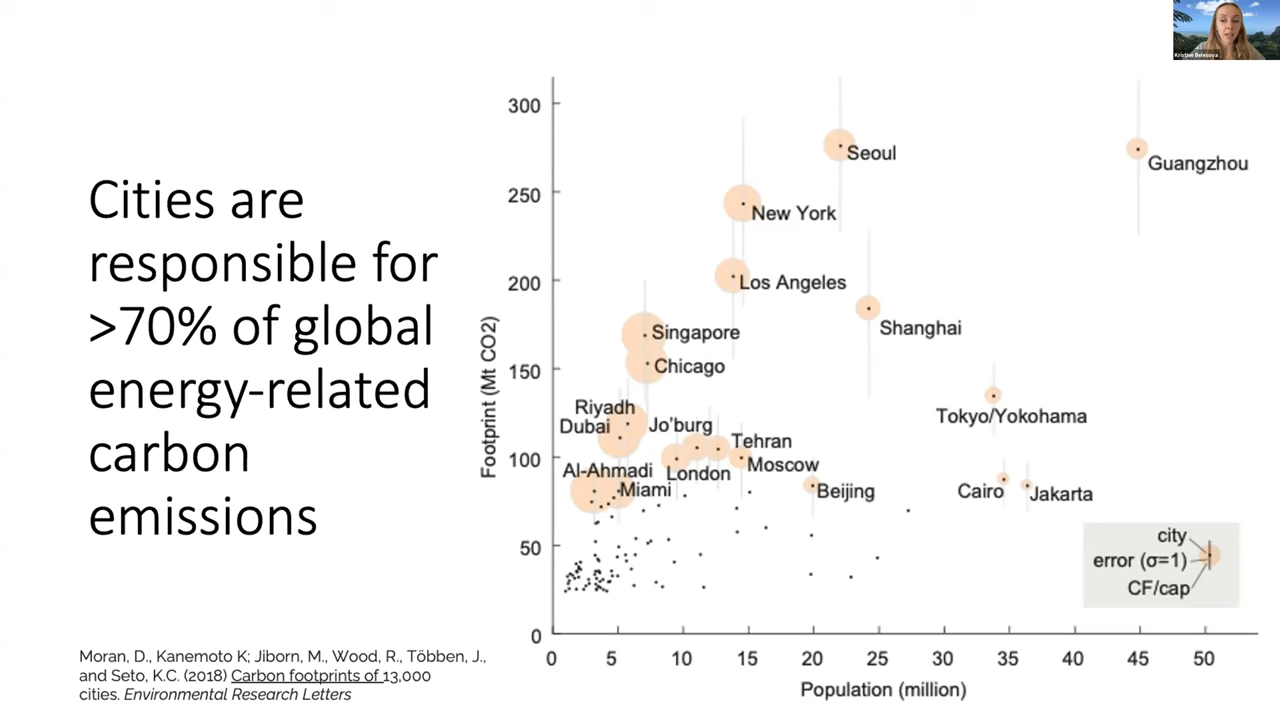 Kristine Belesova
Cities are
responsible for
>70% of global
energy-related
carbon
emissions
Moran, D., Kanemoto K; Jiborn, M., Wood, R., Többen, J.,
and Seto, K.C. (2018) Carbon footprints of 13,000
cities. Environmental Research Letters
Footprint (Mt CO2)
300
250
200
150
100
50
0
Seoul
Guangzhou
New York
Los Angeles
Shanghai
Singapore
Chicago
Tokyo/Yokohama
Riyadh
Dubai
Jo'burg
Tehran
Moscow
London
Al-Ahmadi
Miami
Beijing
Cairo
Jakarta
city
error (σ=1)
CF/cap
0 5 10 15 20 25 30 35 40 45 50
Population (million)